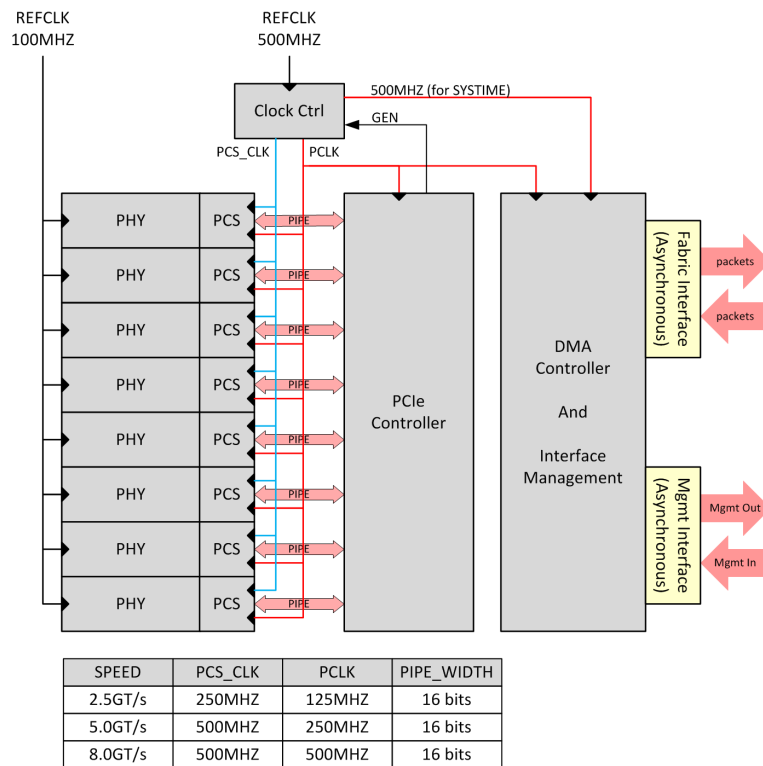 REFCLK
100MHZ
REFCLK
500MHZ
Clock Ctrl
500MHZ (for SYSTIME)
GEN
PCS_CLK
PCLK
PHY
PCS
PIPE
PHY
PCS
PIPE
PHY
PCS
PIPE
PHY
PCS
PIPE
PHY
PCS
PIPE
PHY
PCS
PIPE
PHY
PCS
PIPE
PHY
PCS
PIPE
PCIe
Controller
DMA
Controller
And
Interface
Management
Fabric Interface
(Asynchronous)
packets
packets
Mgmt Interface
(Asynchronous)
Mgmt Out
Mgmt In
SPEED PCS_CLK PCLK PIPE_WIDTH
2.5GT/s 250MHZ 125MHZ 16 bits
5.0GT/s 500MHZ 250MHZ 16 bits
8.0GT/s 500MHZ 500MHZ 16 bits